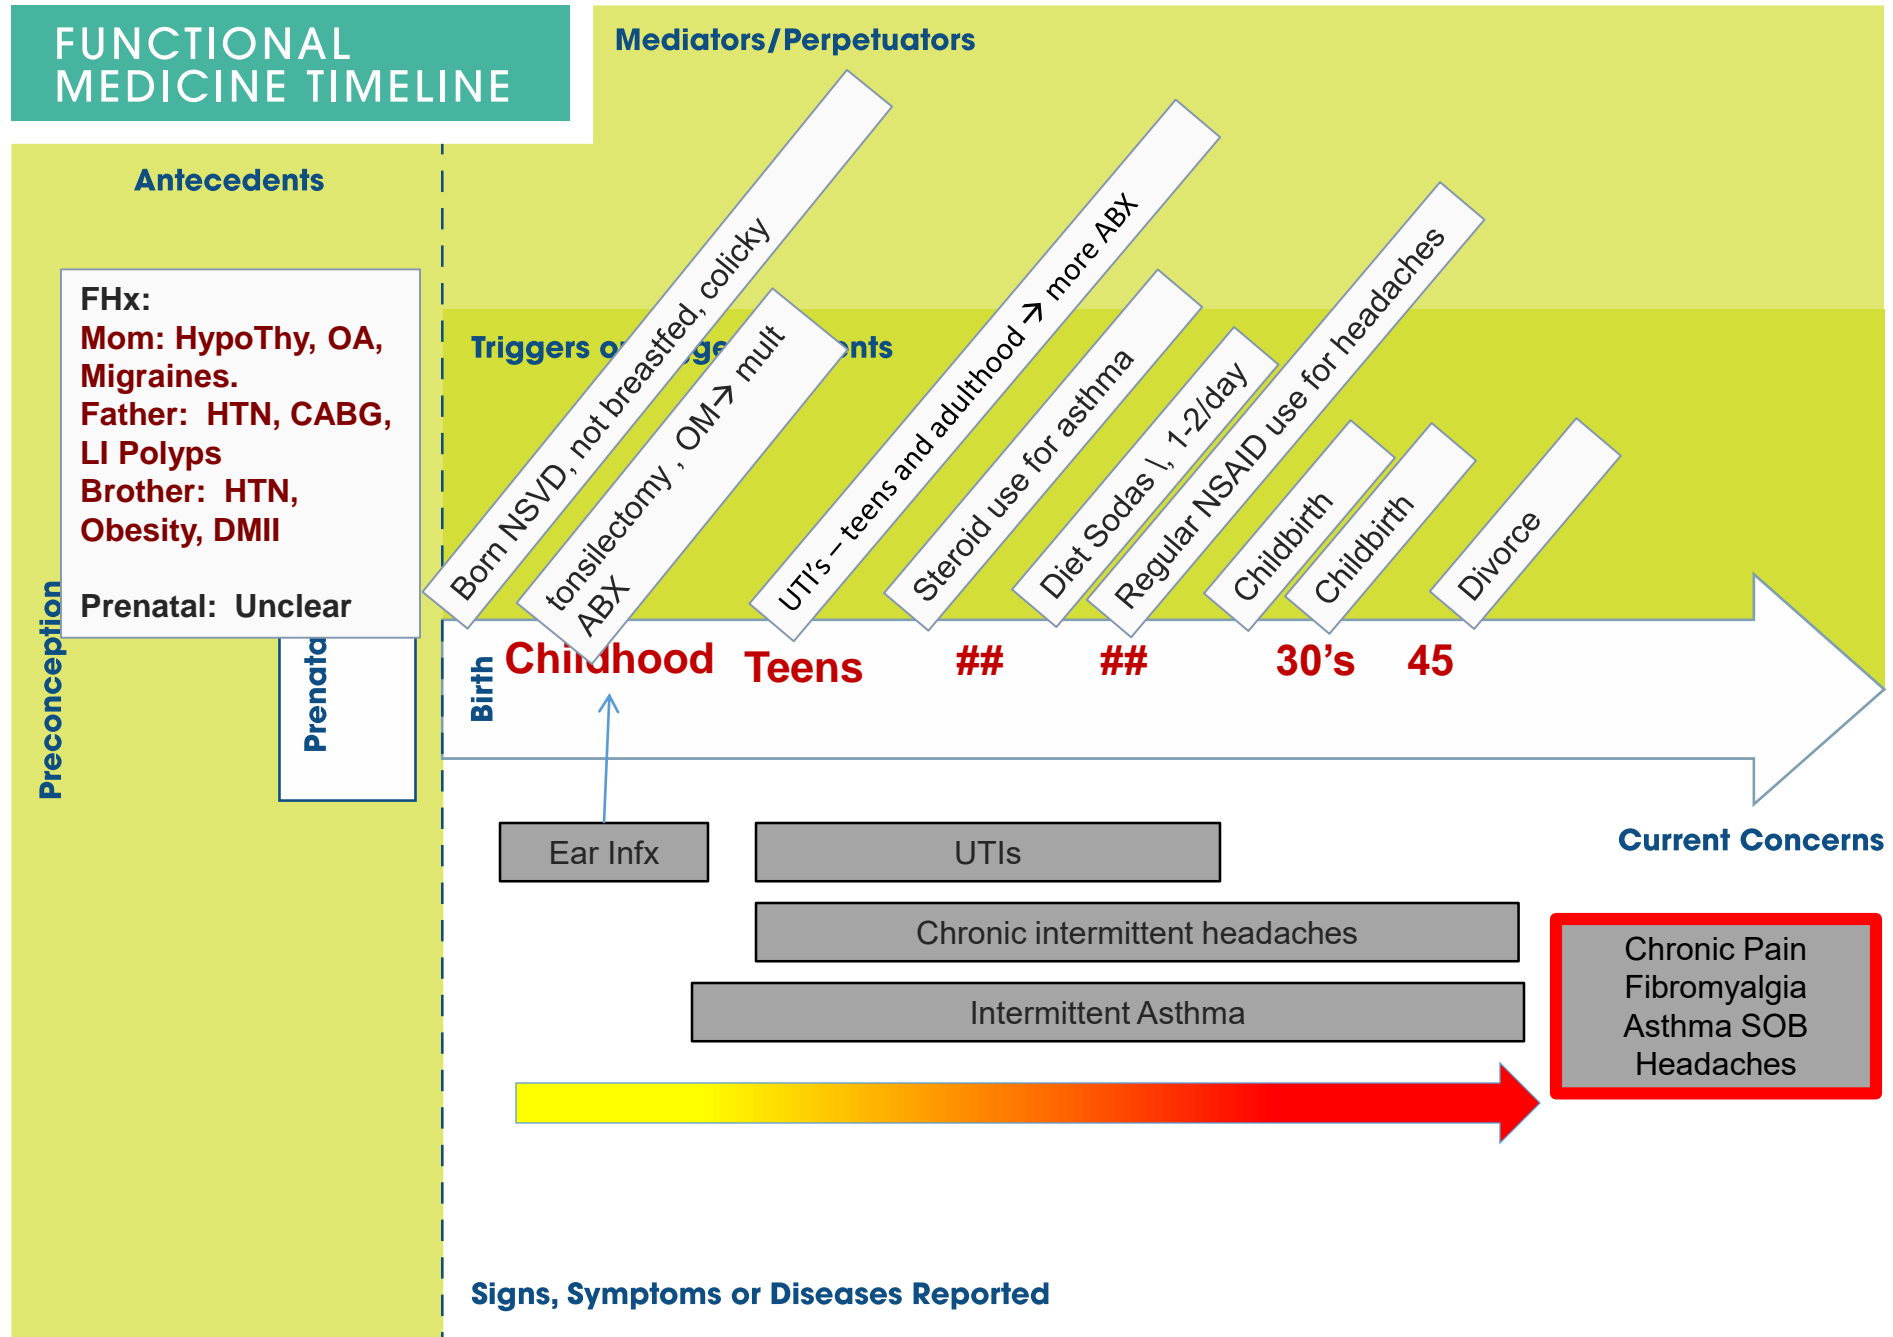 FUNCTIONAL
MEDICINE TIMELINE
Mediators/Perpetuators
Antecedents
FHx:
Mom: HypoThy, OA,
Migraines.
Father:  HTN, CABG,
LI Polyps
Brother:  HTN,
Obesity, DMII
Prenatal:  Unclear
Preconception
Triggers
Born NSVD, not breastfed, colicky
tonsilectomy , OM→ mult
ABX
UTI's – teens and adulthood → more ABX
Steroid use for asthma
Diet Sodas \, 1-2/day
Regular NSAID use for headaches
Childbirth
Childbirth
Divorce
Birth
Childhood
Teens
##
##
30's
45
Ear Infx
UTIs
Chronic intermittent headaches
Intermittent Asthma
Current Concerns
Chronic Pain
Fibromyalgia
Asthma SOB
Headaches
Signs, Symptoms or Diseases Reported